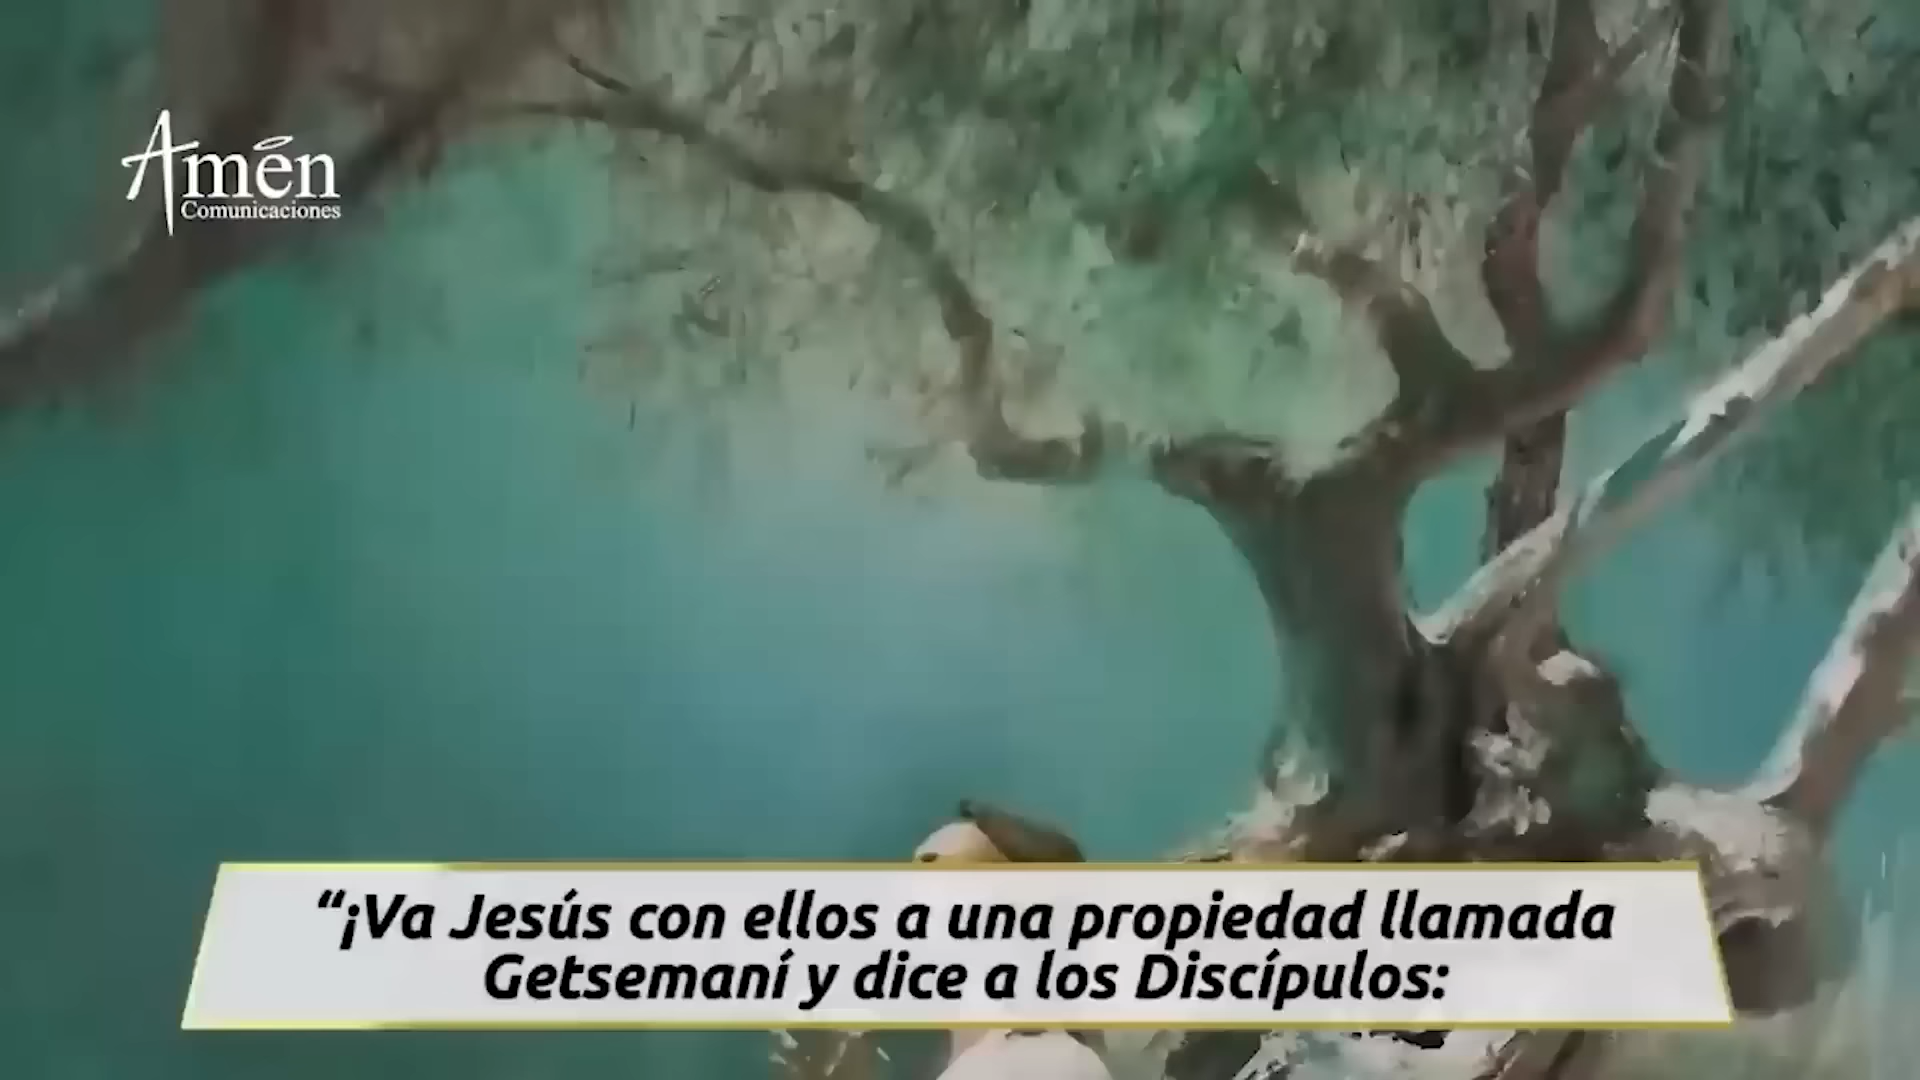 Amén
Comunicaciones
“¡Va Jesús con ellos a una propiedad llamada
Getsemaní y dice a los Discípulos: